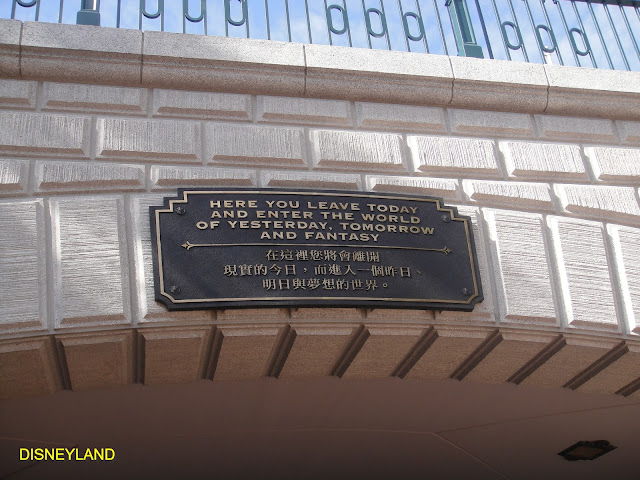 HERE YOU LEAVE TODAY
AND ENTER THE WORLD
OF YESTERDAY, TOMORROW
AND FANTASY
在這裡您將會離開
現實的今日，而進入一個昨日、
明日與夢想的世界。
DISNEYLAND